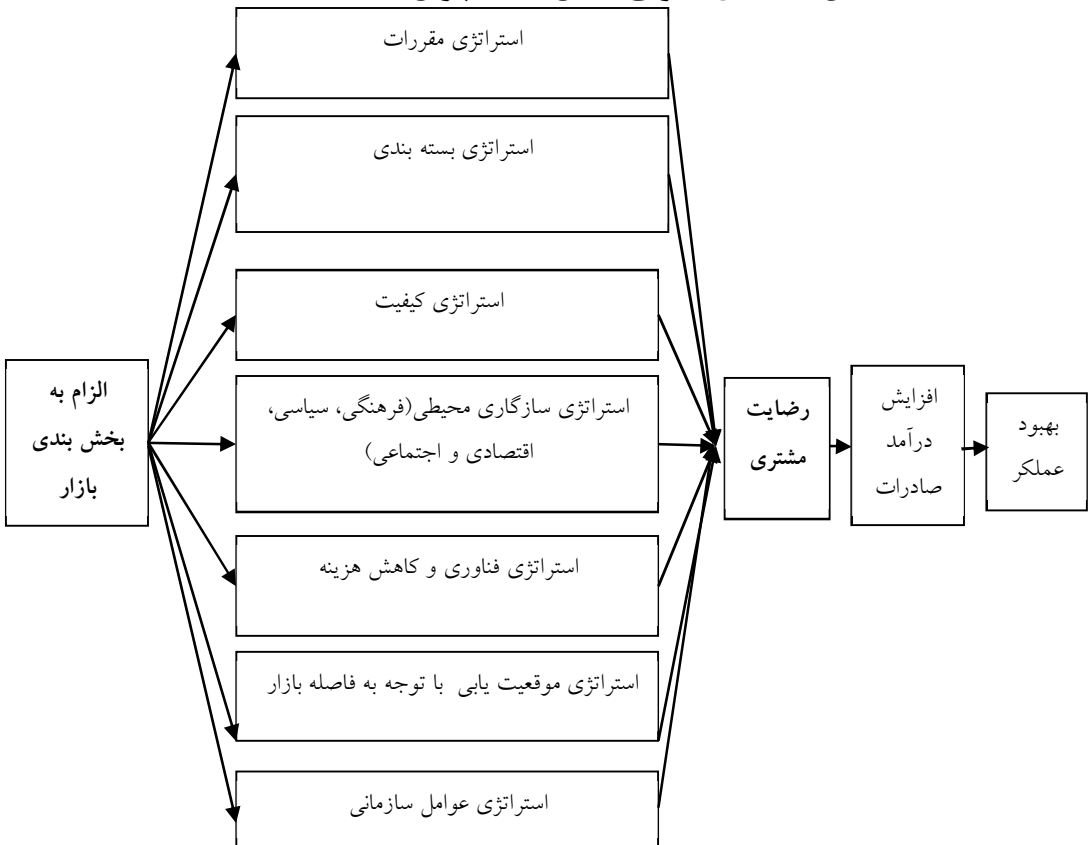 استراتژی مقررات
استراتژی بسته بندی
استراتژی کیفیت
استراتژی سازگاری محیطی(فرهنگی، سیاسی،
اقتصادی و اجتماعی)
استراتژی فناوری و کاهش هزینه
استراتژی موقعیت یابی با توجه به فاصله بازار
استراتژی عوامل سازمانی
الزام به
بخش بندی
بازار
رضایت
مشتری
افزایش
درآمد
صادرات
بهبود
عملکر